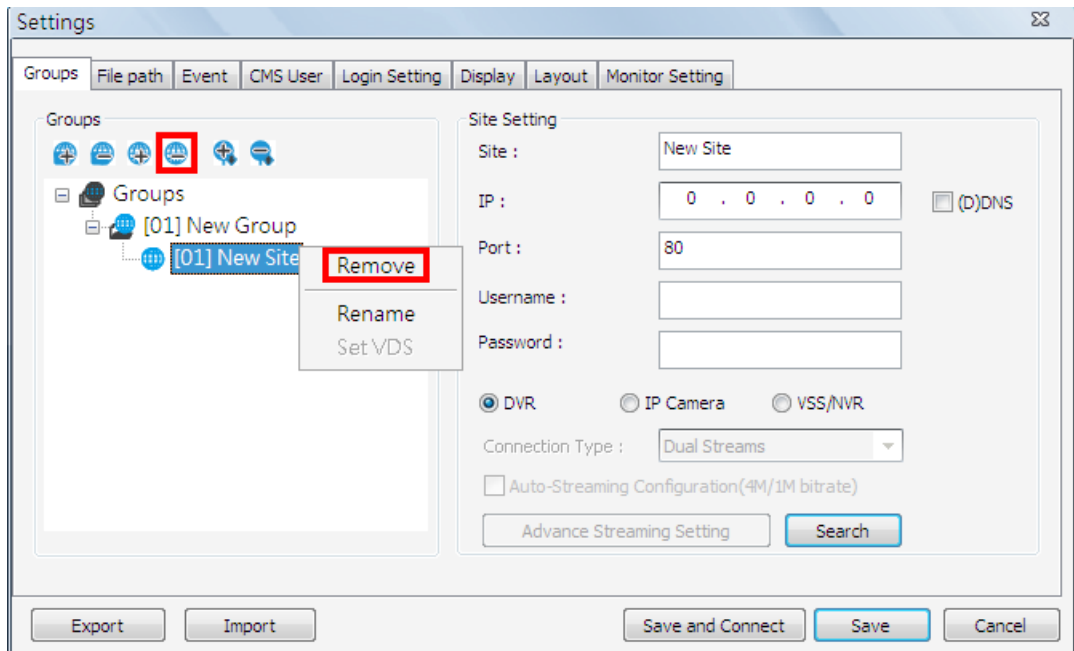 Settings
Groups File path Event CMS User Login Setting Display Layout Monitor Setting
Groups
Groups
[01] New Group
[01] New Site
Remove
Rename
Set VDS
Site Setting
Site : New Site
IP : 0 . 0 . 0 . 0 (D)DNS
Port : 80
Username :
Password :
DVR IP Camera VSS/NVR
Connection Type : Dual Streams
Auto-Streaming Configuration(4M/1M bitrate)
Advance Streaming Setting Search
Export Import Save and Connect Save Cancel